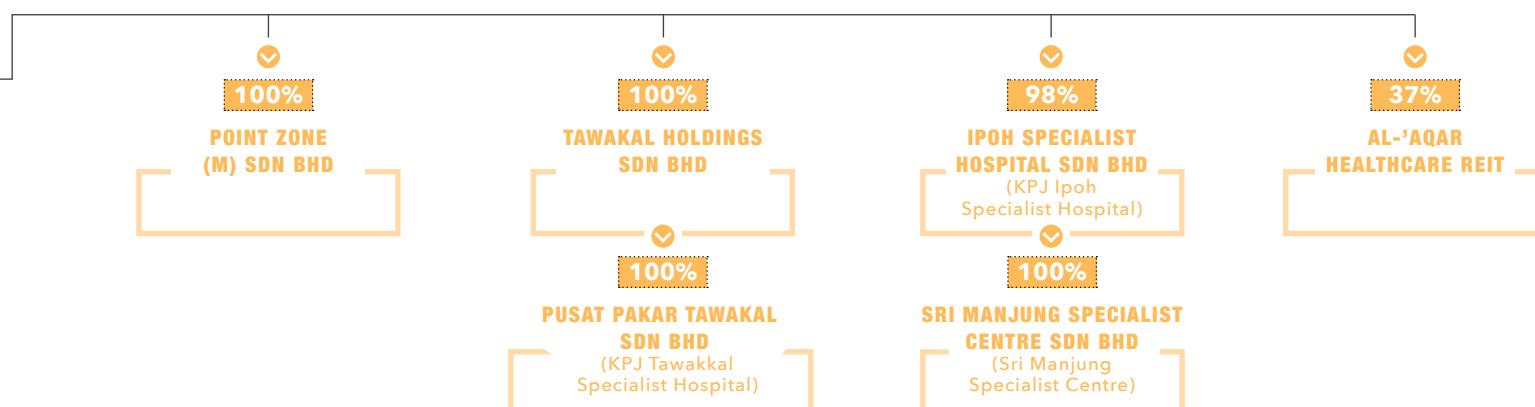 100%
POINT ZONE
(M) SDN BHD
100%
TAWAKAL HOLDINGS
SDN BHD
100%
PUSAT PAKAR TAWAKAL
SDN BHD
(KPJ Tawakkal
Specialist Hospital)
98%
IPOH SPECIALIST
HOSPITAL SDN BHD
(KPJ Ipoh
Specialist Hospital)
100%
SRI MANJUNG SPECIALIST
CENTRE SDN BHD
(Sri Manjung
Specialist Centre)
37%
AL-’AQAR
HEALTHCARE REIT